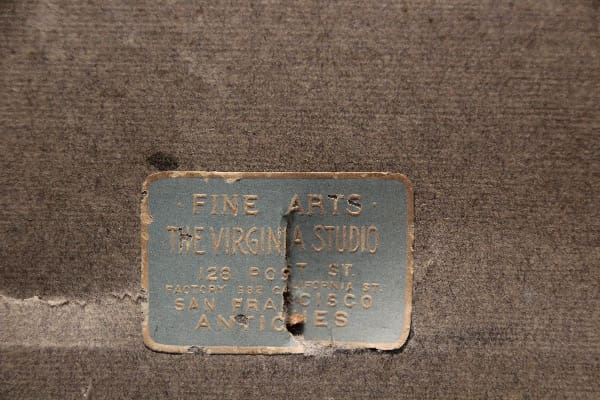 · FINE ARTS ·
THE VIRGINIA STUDIO
128 POST ST.
FACTORY CALIFORNIA ST.
SAN FRANCISCO
ANTIQUES